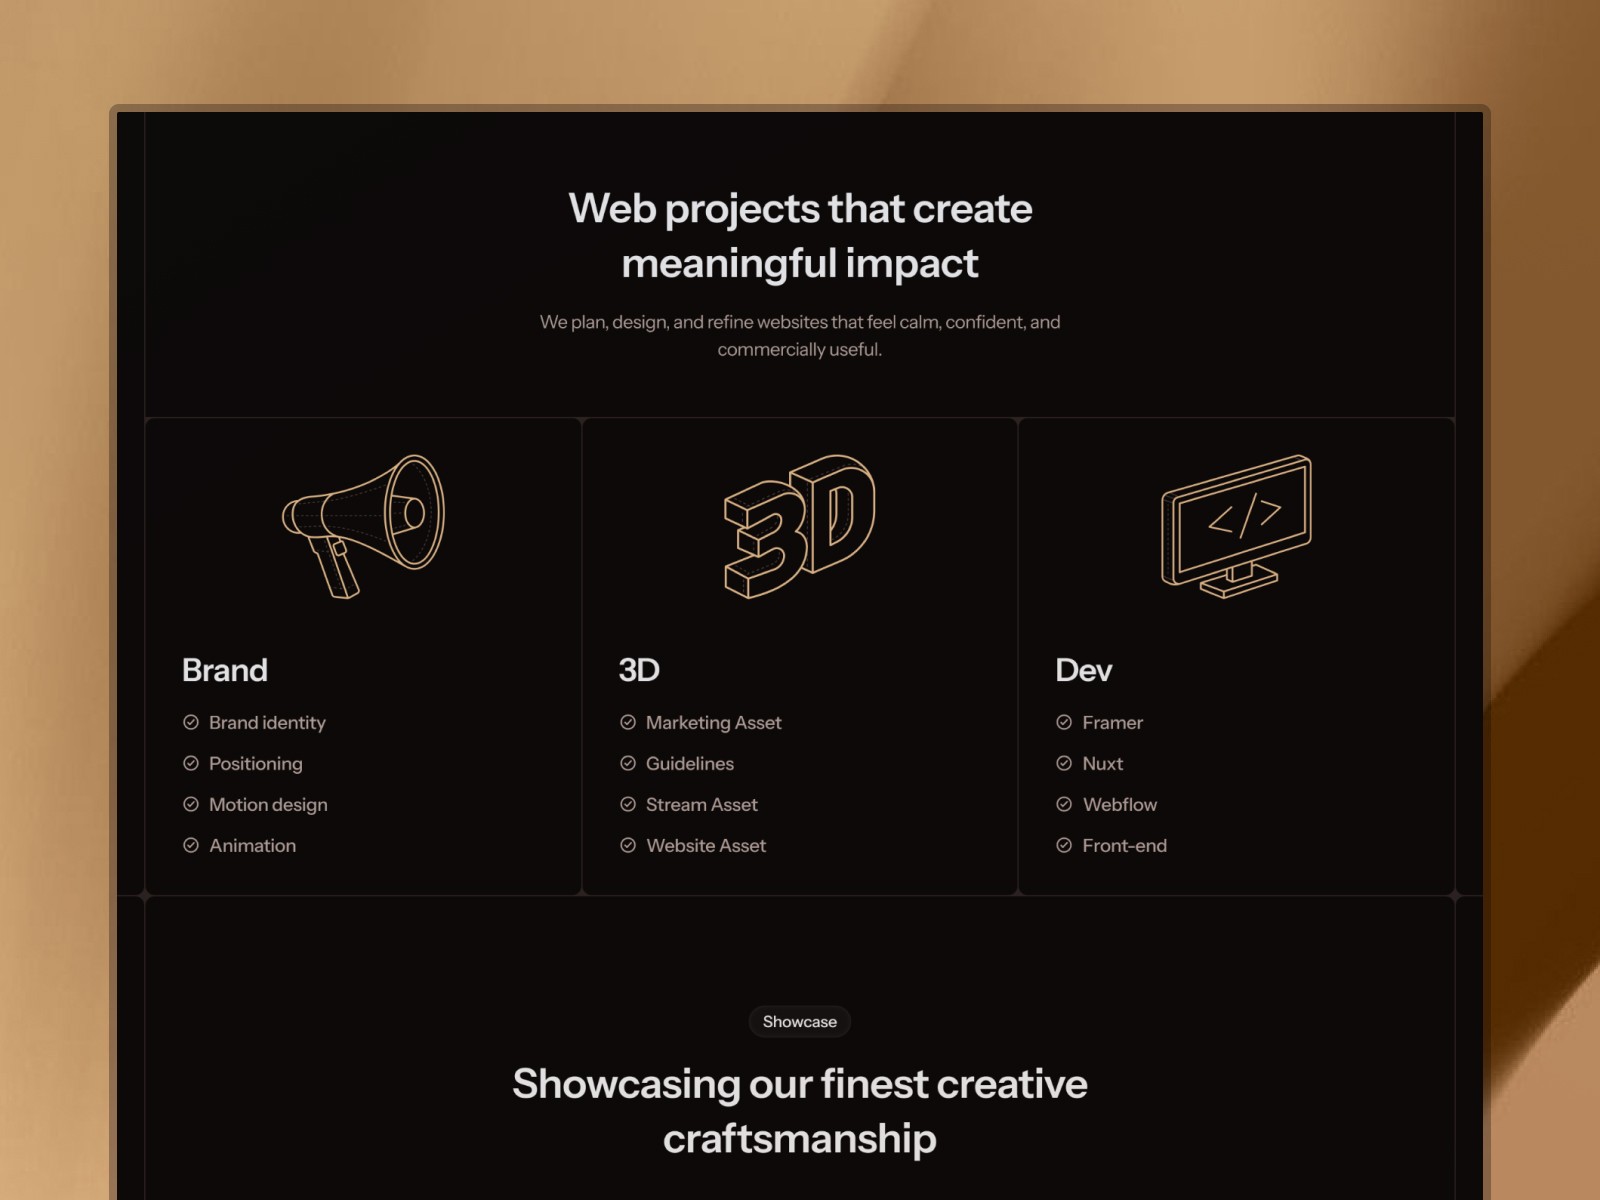 Web projects that create
meaningful impact
We plan, design, and refine websites that feel calm, confident, and
commercially useful.
3D
</>
Brand
Brand identity
Positioning
Motion design
Animation
3D
Marketing Asset
Guidelines
Stream Asset
Website Asset
Dev
Framer
Nuxt
Webflow
Front-end
Showcase
Showcasing our finest creative
craftsmanship